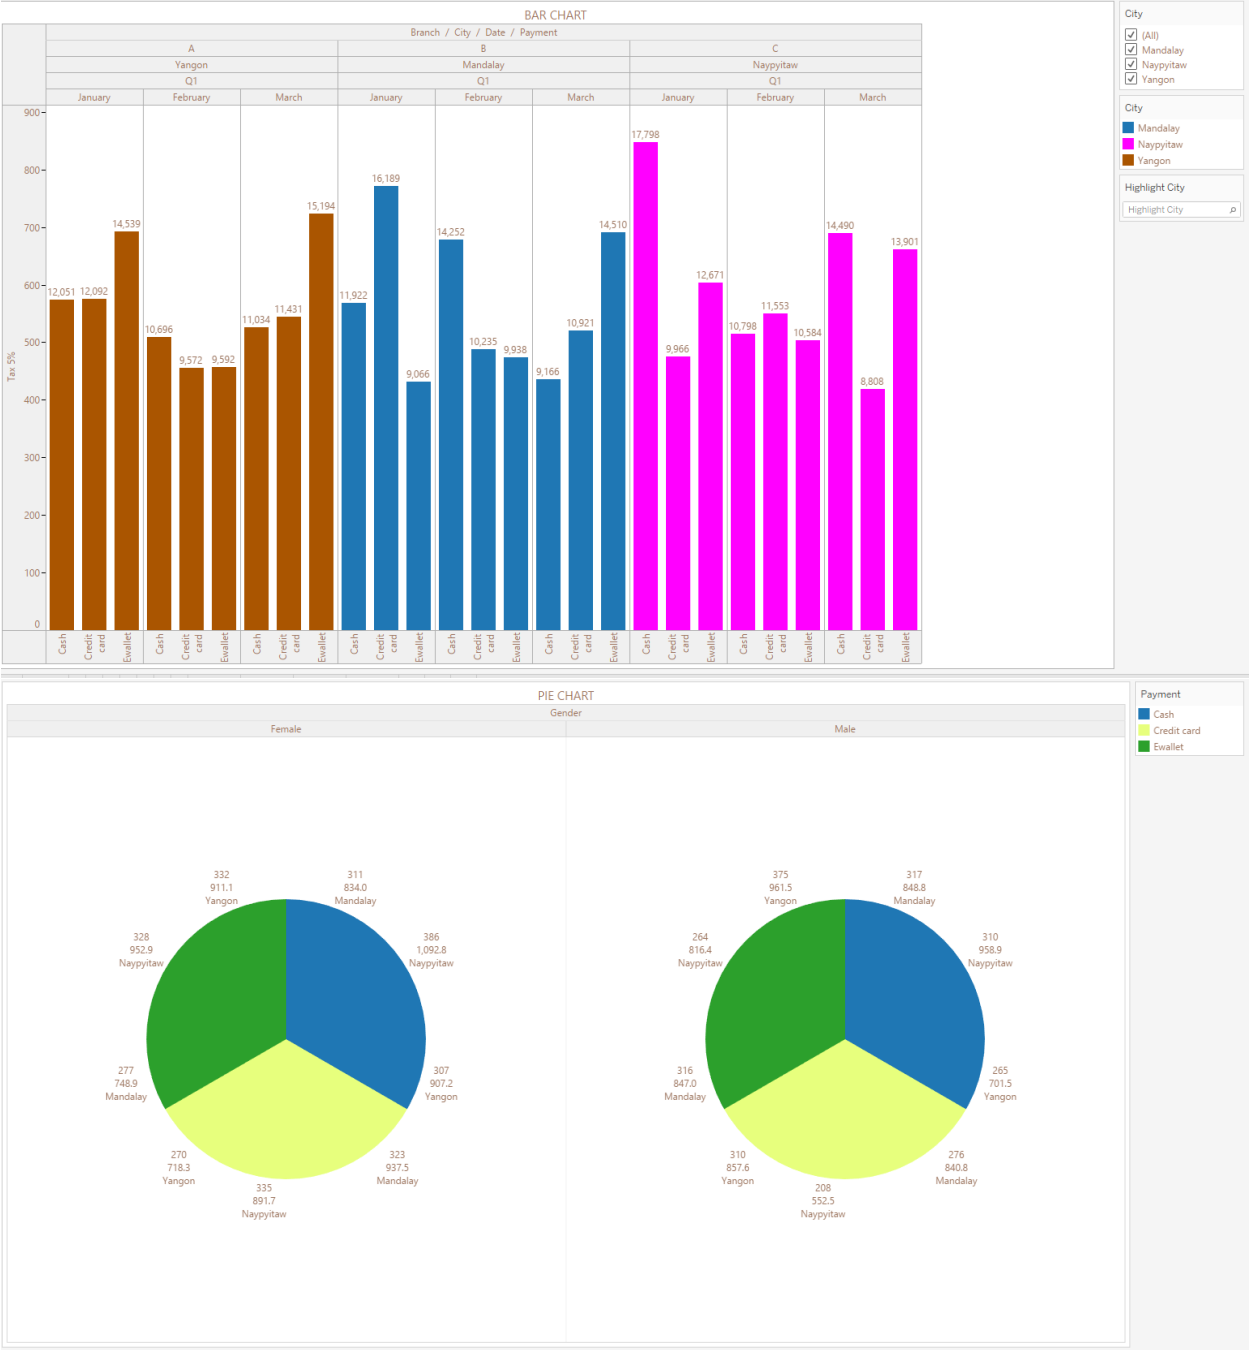 BAR CHART
Branch / City / Date / Payment
A B C
Yangon Mandalay Naypyitaw
Q1 Q1 Q1
January February March January February March January February March
Tax 5%
900
800
700
600
500
400
300
200
100
0
12,051 12,092 14,539
10,696 9,572 9,592
11,034 11,431 15,194
11,922 16,189 9,066
14,252 10,235 9,938
9,166 10,921 14,510
17,798 9,966 12,671
10,798 11,553 10,584
14,490 8,808 13,901
Cash Credit card Ewallet Cash Credit card Ewallet Cash Credit card Ewallet Cash Credit card Ewallet Cash Credit card Ewallet Cash Credit card Ewallet Cash Credit card Ewallet Cash Credit card Ewallet Cash Credit card Ewallet
City
(All)
Mandalay
Naypyitaw
Yangon
City
Mandalay
Naypyitaw
Yangon
Highlight City
Highlight City
PIE CHART
Gender
Female
332
911.1
Yangon
311
834.0
Mandalay
328
952.9
Naypyitaw
386
1,092.8
Naypyitaw
277
748.9
Mandalay
307
907.2
Yangon
270
718.3
Yangon
323
937.5
Mandalay
335
891.7
Naypyitaw
Male
375
961.5
Yangon
317
848.8
Mandalay
264
816.4
Naypyitaw
310
958.9
Naypyitaw
316
847.0
Mandalay
265
701.5
Yangon
310
857.6
Yangon
276
840.8
Mandalay
208
552.5
Naypyitaw
Payment
Cash
Credit card
Ewallet